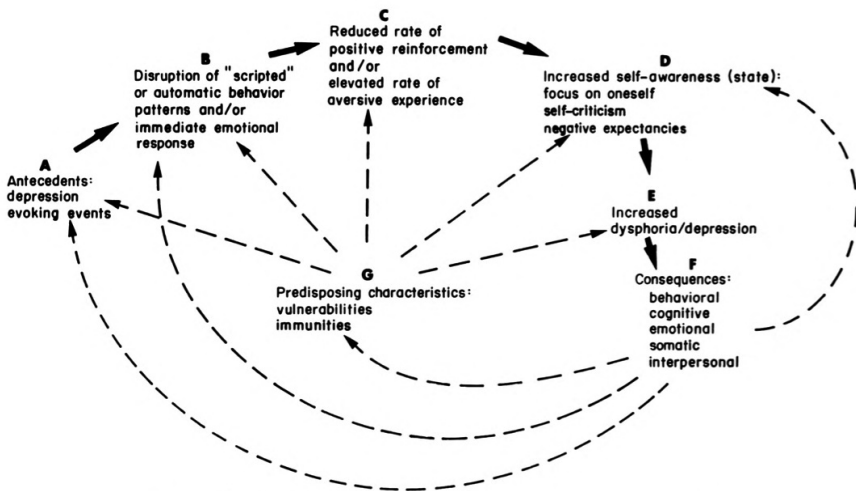 A
Antecedents:
depression
evoking events
B
Disruption of "scripted"
or automatic behavior
patterns and/or
immediate emotional
response
C
Reduced rate of
positive reinforcement
and/or
elevated rate of
aversive experience
D
Increased self-awareness (state):
focus on oneself
self-criticism
negative expectancies
E
Increased
dysphoria/depression
F
Consequences:
behavioral
cognitive
emotional
somatic
interpersonal
G
Predisposing characteristics:
vulnerabilities
immunities